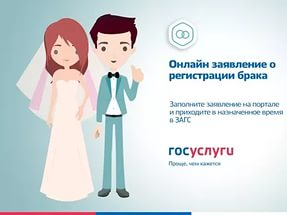 Онлайн заявление о
регистрации брака
Заполните заявление на портале
и приходите в назначенное время
в ЗАГС
госуслуги
Проще, чем кажется